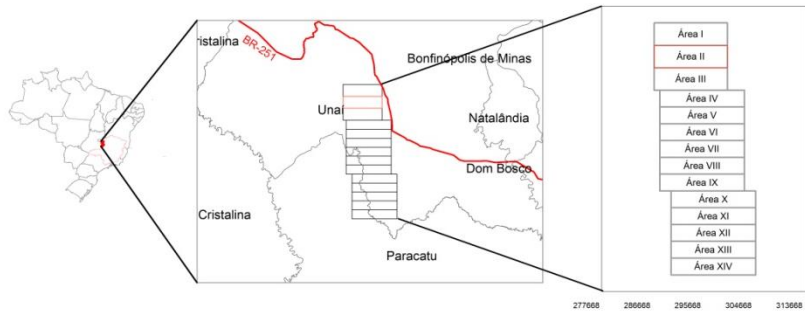 ristalina
BR-251
Bonfinópolis de Minas
Unaí
Natalândia
Dom Bosco
Cristalina
Paracatu
Área I
Área II
Área III
Área IV
Área V
Área VI
Área VII
Área VIII
Área IX
Área X
Área XI
Área XII
Área XIII
Área XIV
277668 286668 295668 304668 313668